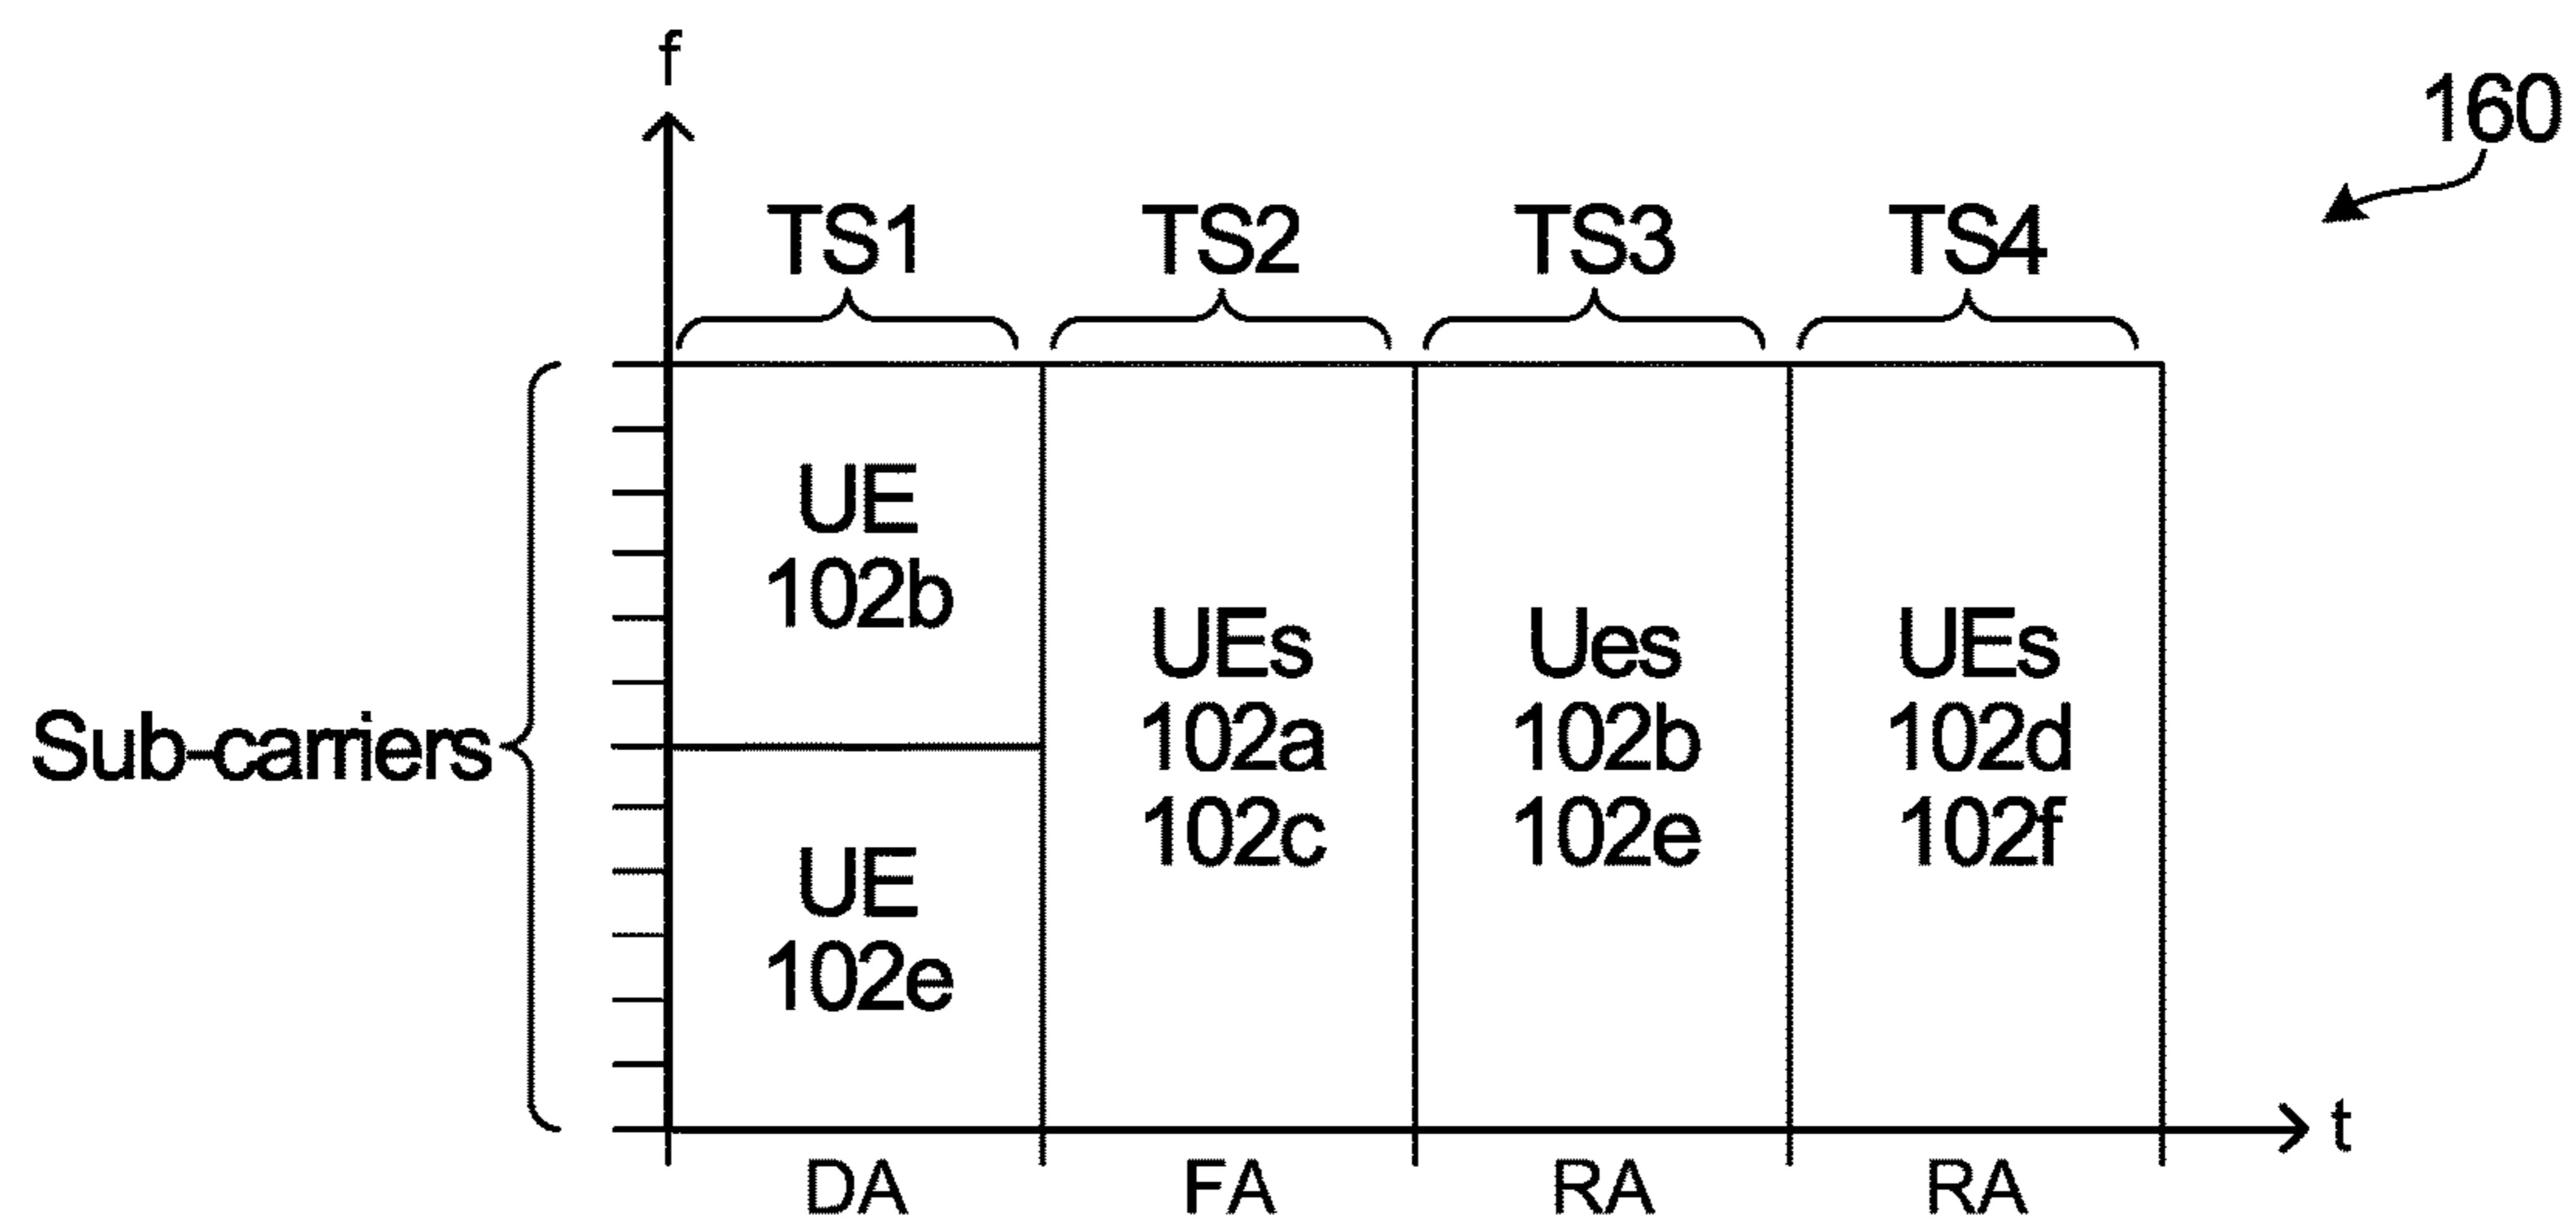 f
160
TS1 TS2 TS3 TS4
UE
102b
UE
102e
UEs
102a
102c
Ues
102b
102e
UEs
102d
102f
Sub-carriers
t
DA FA RA RA